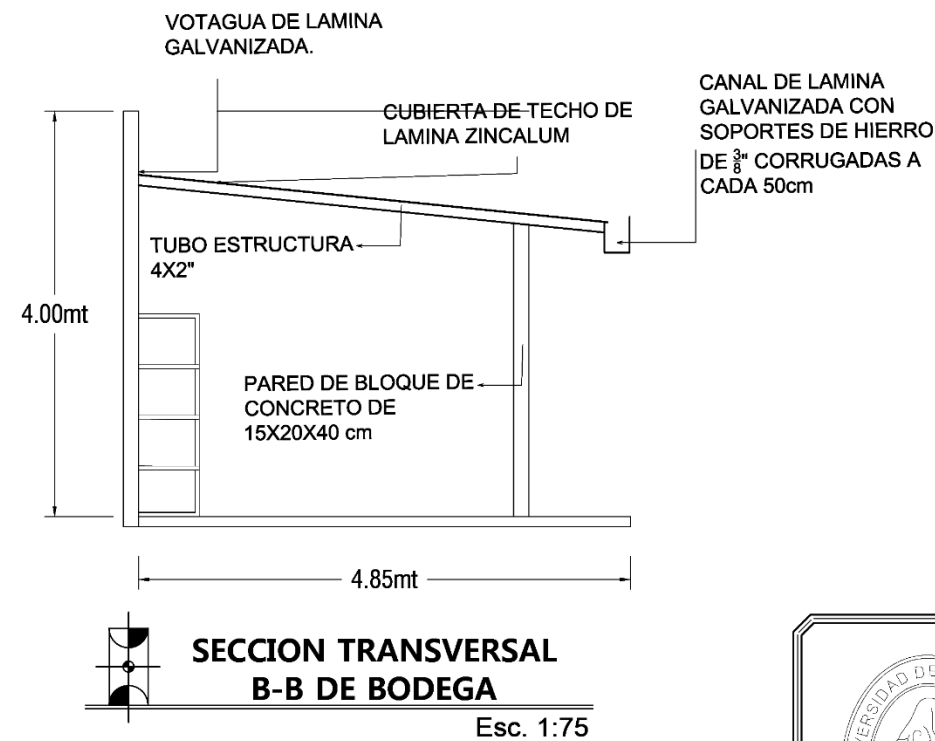 VOTAGUA DE LAMINA
GALVANIZADA.
CUBIERTA DE TECHO DE
LAMINA ZINCALUM
CANAL DE LAMINA
GALVANIZADA CON
SOPORTES DE HIERRO
DE 3/8" CORRUGADAS A
CADA 50cm
TUBO ESTRUCTURA
4X2"
4.00mt
PARED DE BLOQUE DE
CONCRETO DE
15X20X40 cm
4.85mt
SECCION TRANSVERSAL
B-B DE BODEGA
Esc. 1:75